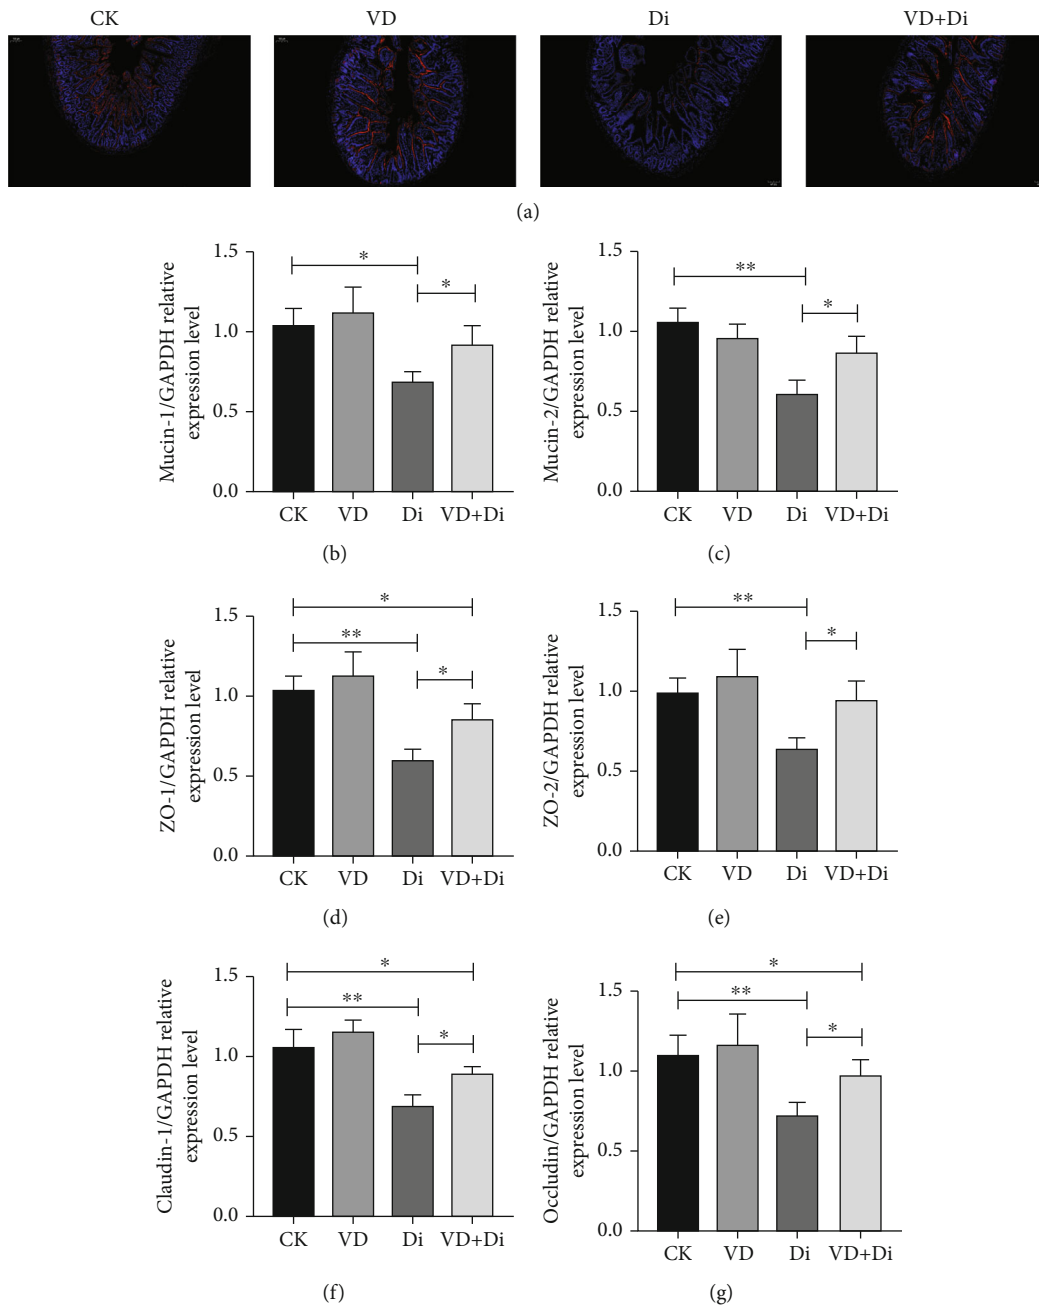 CK VD Di VD+Di
(a)
Mucin-1/GAPDH relative
expression level
1.5
1.0
0.5
0.0
*
*
CK VD Di VD+Di
(b)
Mucin-2/GAPDH relative
expression level
1.5
1.0
0.5
0.0
**
*
CK VD Di VD+Di
(c)
ZO-1/GAPDH relative
expression level
1.5
1.0
0.5
0.0
*
**
*
CK VD Di VD+Di
(d)
ZO-2/GAPDH relative
expression level
1.5
1.0
0.5
0.0
**
*
CK VD Di VD+Di
(e)
Claudin-1/GAPDH relative
expression level
1.5
1.0
0.5
0.0
*
**
*
CK VD Di VD+Di
(f)
Occludin/GAPDH relative
expression level
1.5
1.0
0.5
0.0
*
**
*
CK VD Di VD+Di
(g)